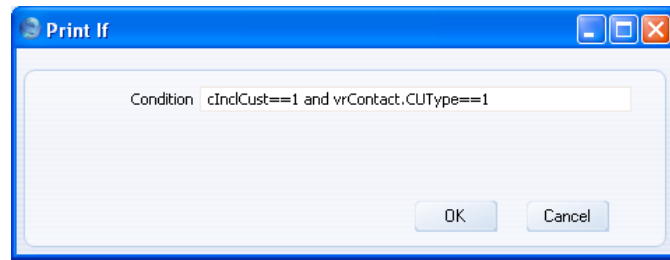 Print If
Condition cInclCust==1 and vrContact.CUType==1
OK Cancel